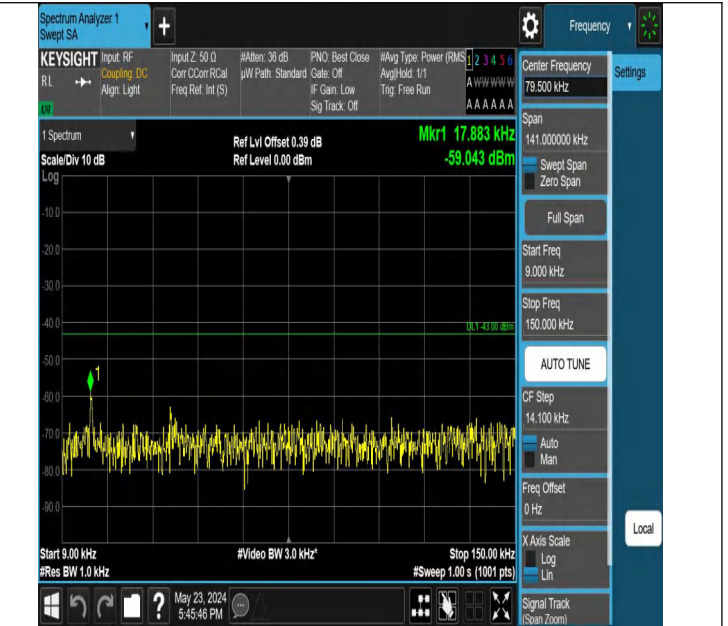 Spectrum Analyzer 1
Swept SA
+
Frequency
KEYSIGHT
RL
Input: RF
Coupling: DC
Align: Light
Input Z: 50 Ω
Corr CCorr RCal
Freq Ref: Int (S)
#Atten: 36 dB
µW Path: Standard
PNO: Best Close
Gate: Off
IF Gain: Low
Sig Track: Off
#Avg Type: Power (RMS
Avg|Hold: 1/1
Trig: Free Run
1 2 3 4 5 6
A W W W W W
A A A A A A
1 Spectrum
Scale/Div 10 dB
Log
Ref Lvl Offset 0.39 dB
Ref Level 0.00 dBm
Mkr1 17.883 kHz
-59.043 dBm
-10.0
-20.0
-30.0
-40.0
-50.0
-60.0
-70.0
-80.0
-90.0
DL1 -43.00 dBm
1
Start 9.00 kHz
#Res BW 1.0 kHz
#Video BW 3.0 kHz*
Stop 150.00 kHz
#Sweep 1.00 s (1001 pts)
May 23, 2024
5:45:46 PM
?
Center Frequency
79.500 kHz
Settings
Span
141.000000 kHz
Swept Span
Zero Span
Full Span
Start Freq
9.000 kHz
Stop Freq
150.000 kHz
AUTO TUNE
CF Step
14.100 kHz
Auto
Man
Freq Offset
0 Hz
X Axis Scale
Log
Lin
Signal Track
(Span Zoom)
Local